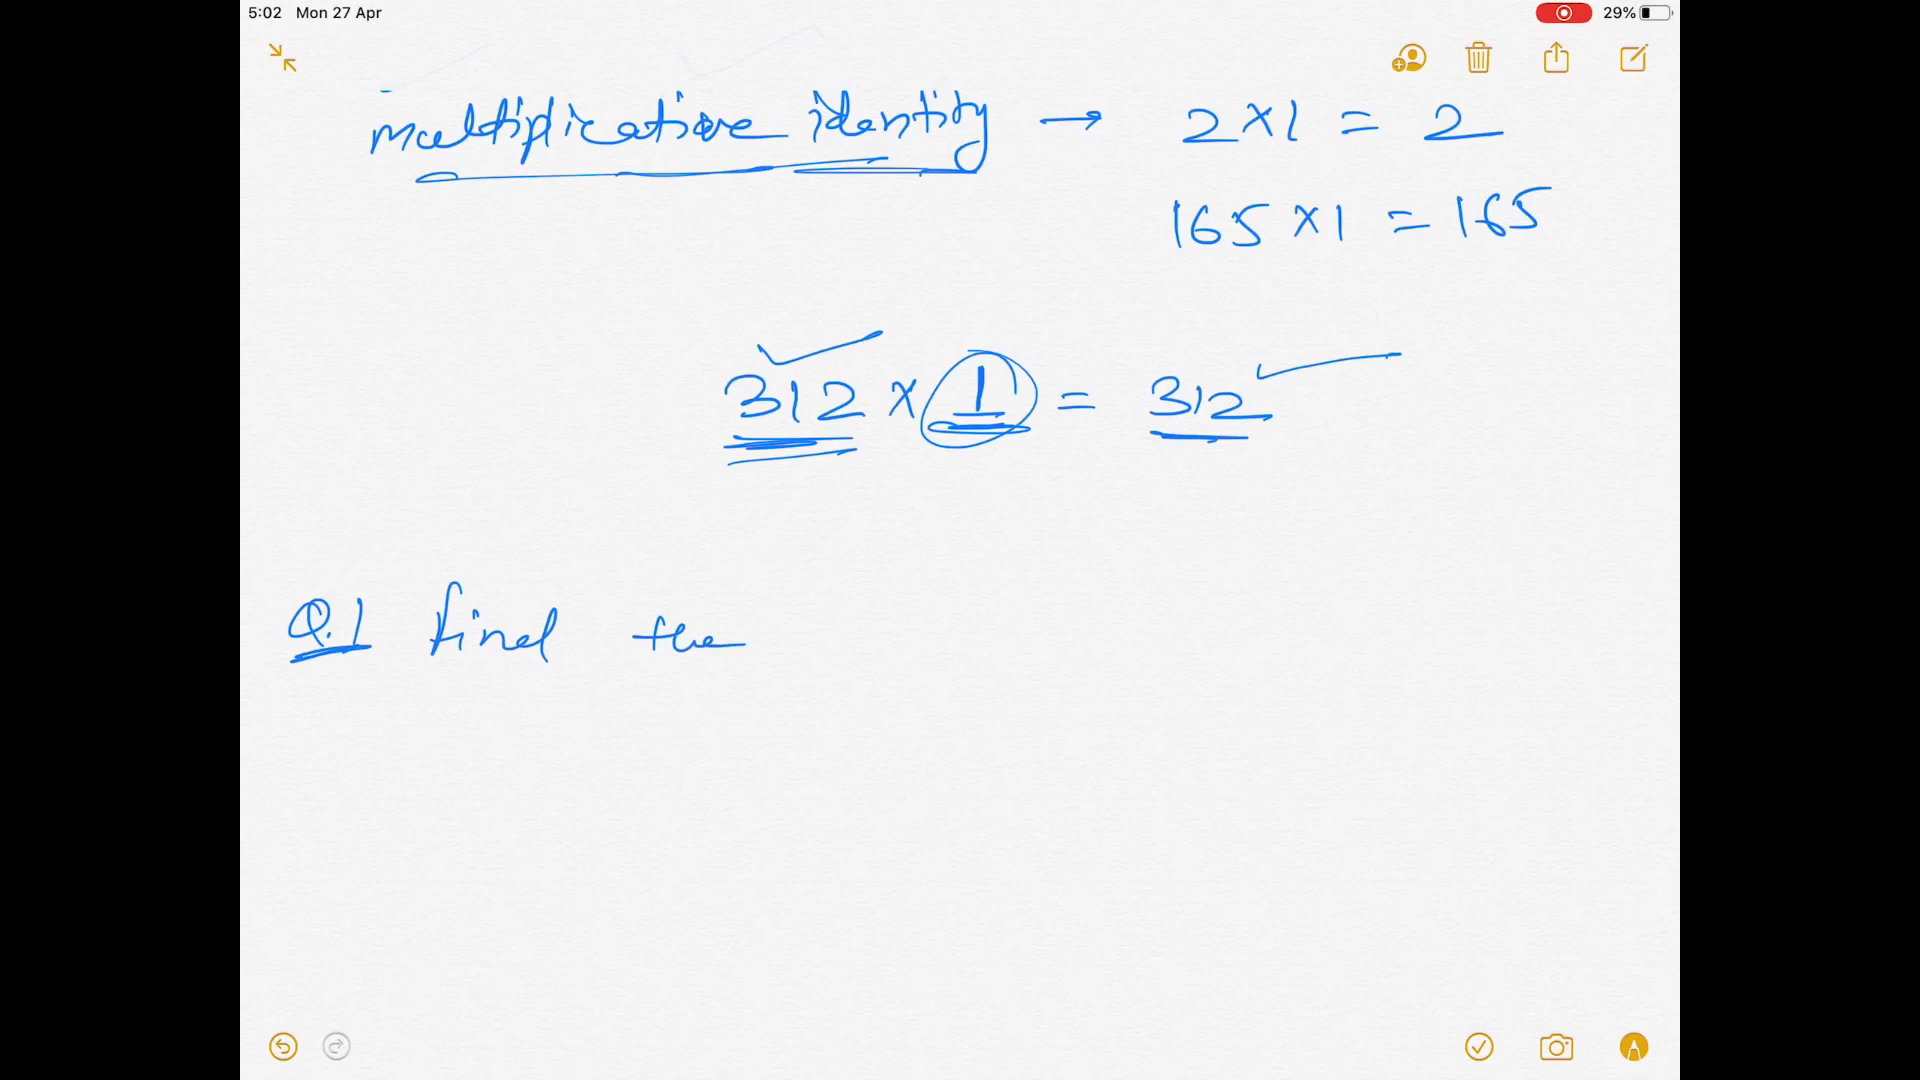 5:02 Mon 27 Apr 29%
multiplicative identity → 2 × 1 = 2
165 × 1 = 165
312 × 1 = 312
Q.1 find the